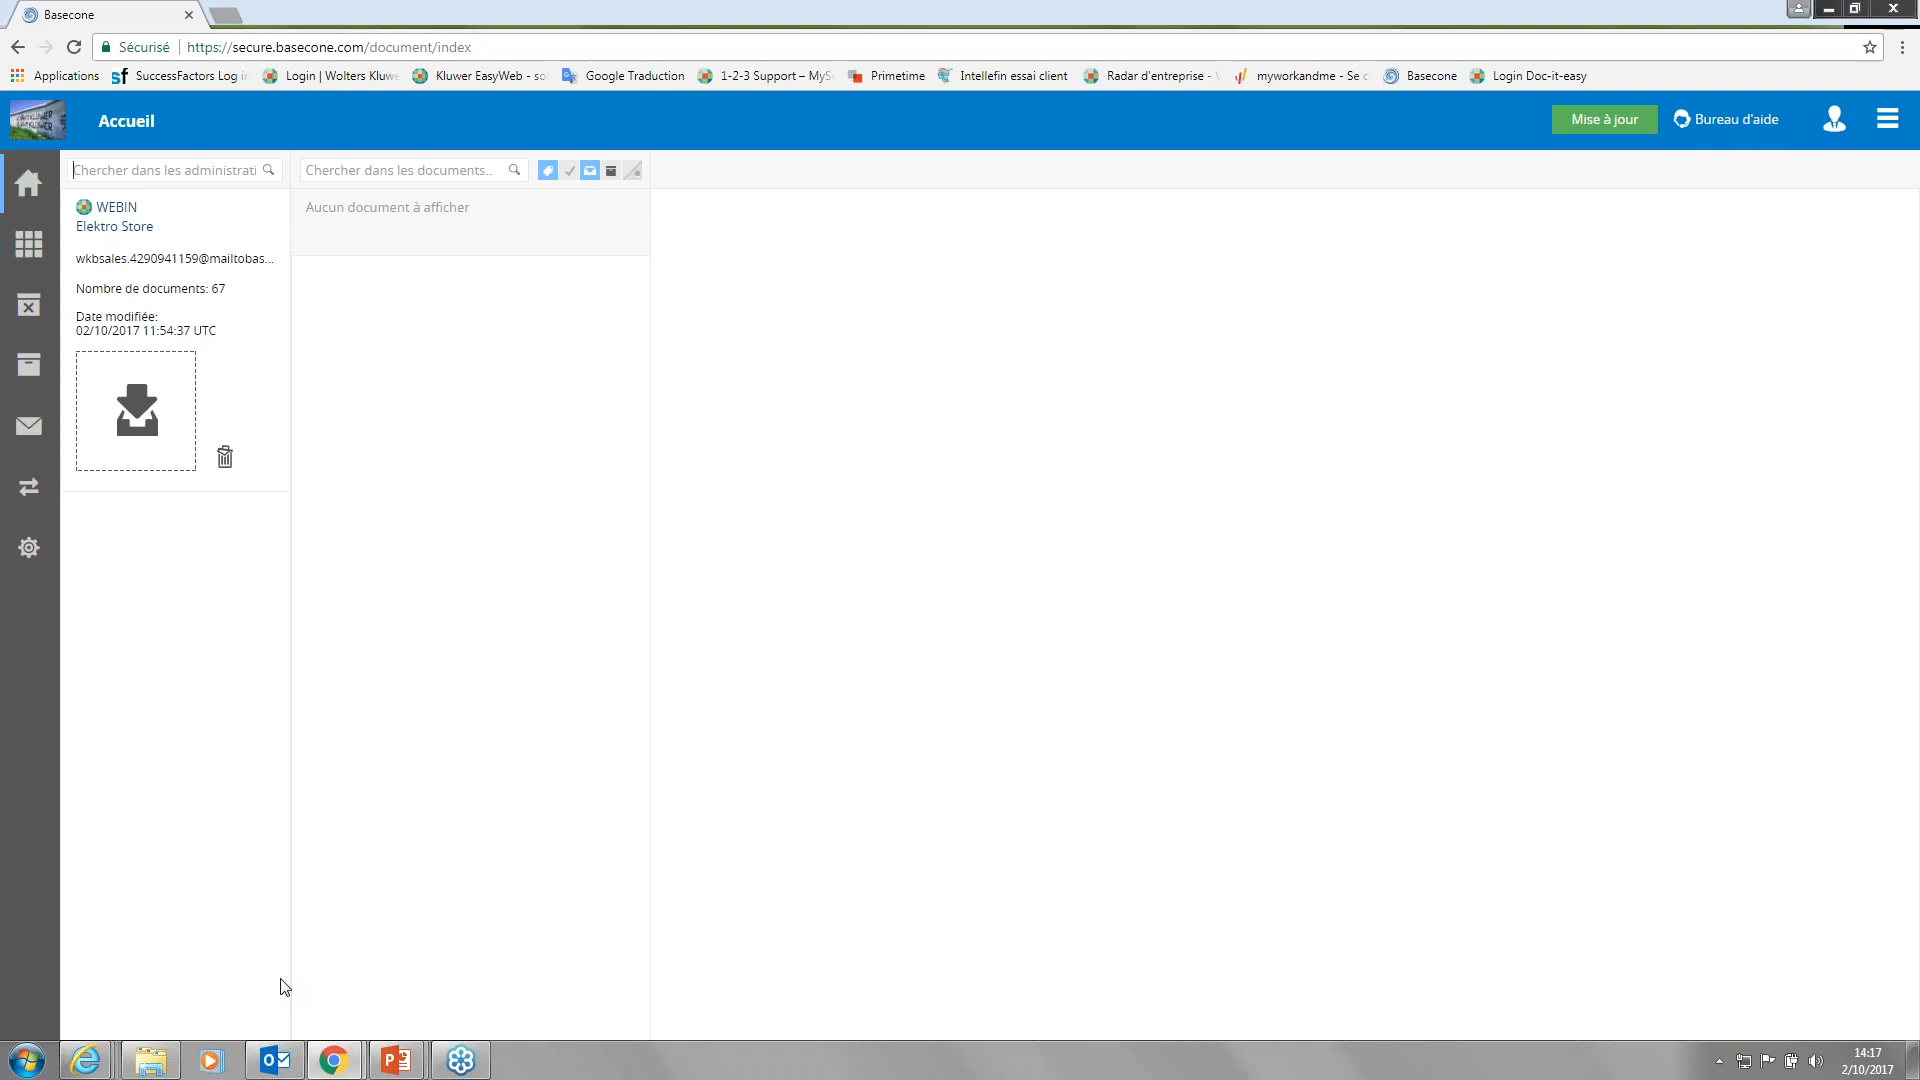 Basecone
Sécurisé https://secure.basecone.com/document/index
Applications SuccessFactors Log in Login | Wolters Kluwe Kluwer EasyWeb - so Google Traduction 1-2-3 Support – MyS Primetime Intellefin essai client Radar d'entreprise - myworkandme - Se c Basecone Login Doc-it-easy
Accueil
Mise à jour
Bureau d'aide
Chercher dans les administrati
Chercher dans les documents..
WEBIN
Elektro Store
wkbsales.4290941159@mailtobas...
Nombre de documents: 67
Date modifiée:
02/10/2017 11:54:37 UTC
Aucun document à afficher
14:17
2/10/2017